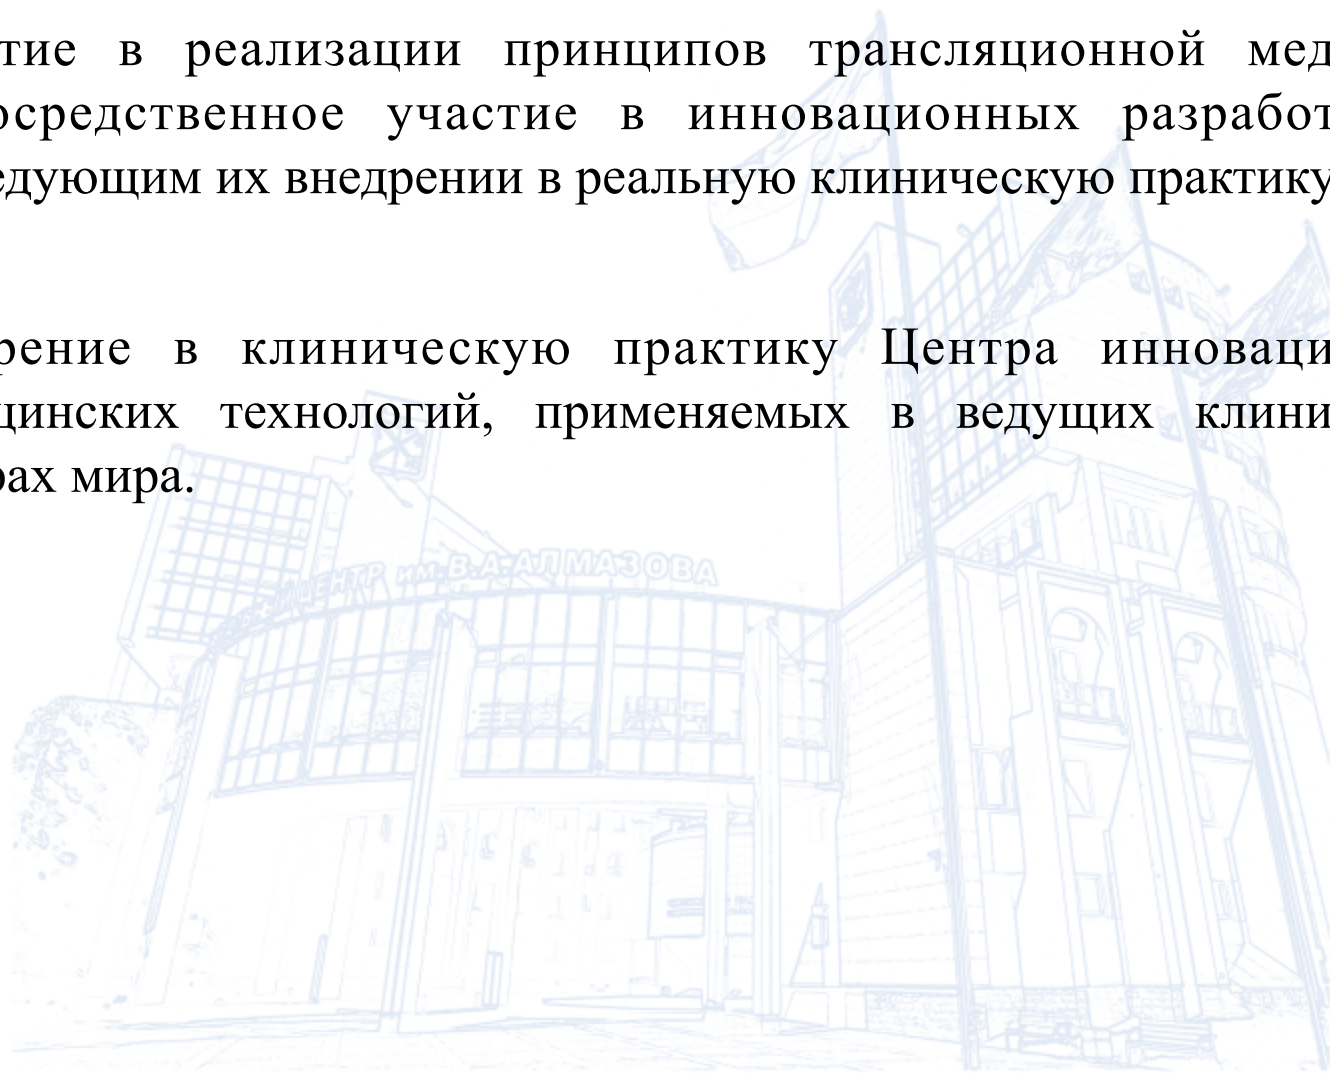 тие в реализации принципов трансляционной мед
осредственное участие в инновационных разработ
едующим их внедрении в реальную клиническую практику
рение в клиническую практику Центра инноваци
цинских технологий, применяемых в ведущих клини
рах мира.
ЦЕНТР им. В.А.АЛМАЗОВА